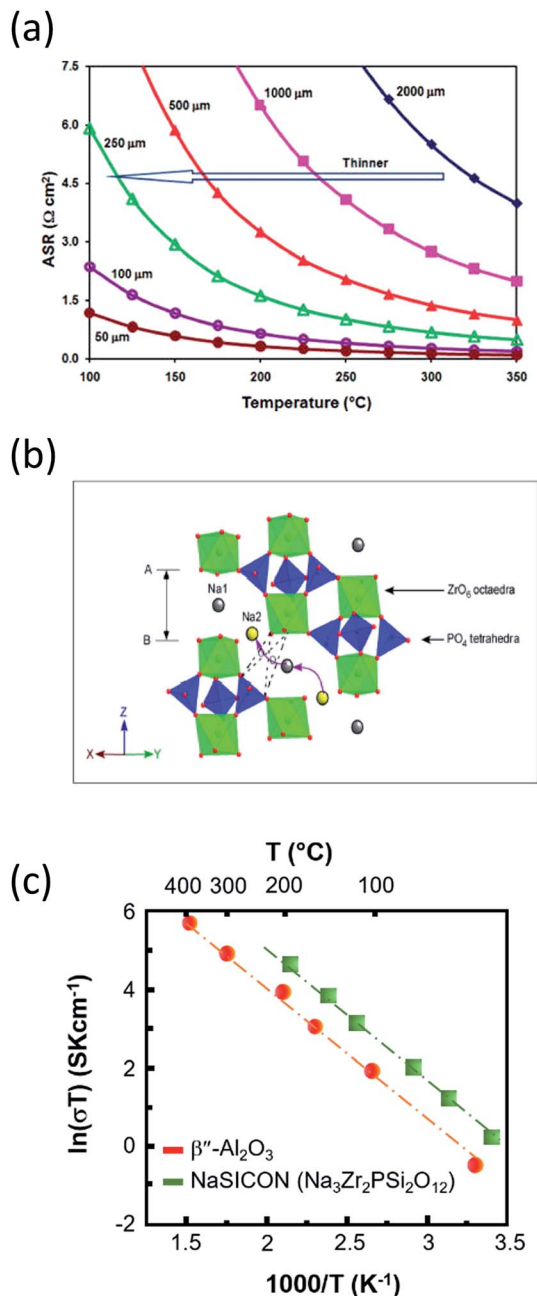 (a)
7.5
6.0
4.5
3.0
1.5
0.0
ASR (Ω cm²)
2000 μm
1000 μm
500 μm
250 μm
Thinner
100 μm
50 μm
100 150 200 250 300 350
Temperature (°C)
(b)
A
B
Na1
Na2
ZrO₆ octaedra
PO₄ tetrahedra
Z
X
Y
(c)
T (°C)
400 300 200 100
6
4
2
0
-2
ln(σT) (SKcm⁻¹)
β″-Al₂O₃
NaSICON (Na₃Zr₂PSi₂O₁₂)
1.5 2 2.5 3 3.5
1000/T (K⁻¹)